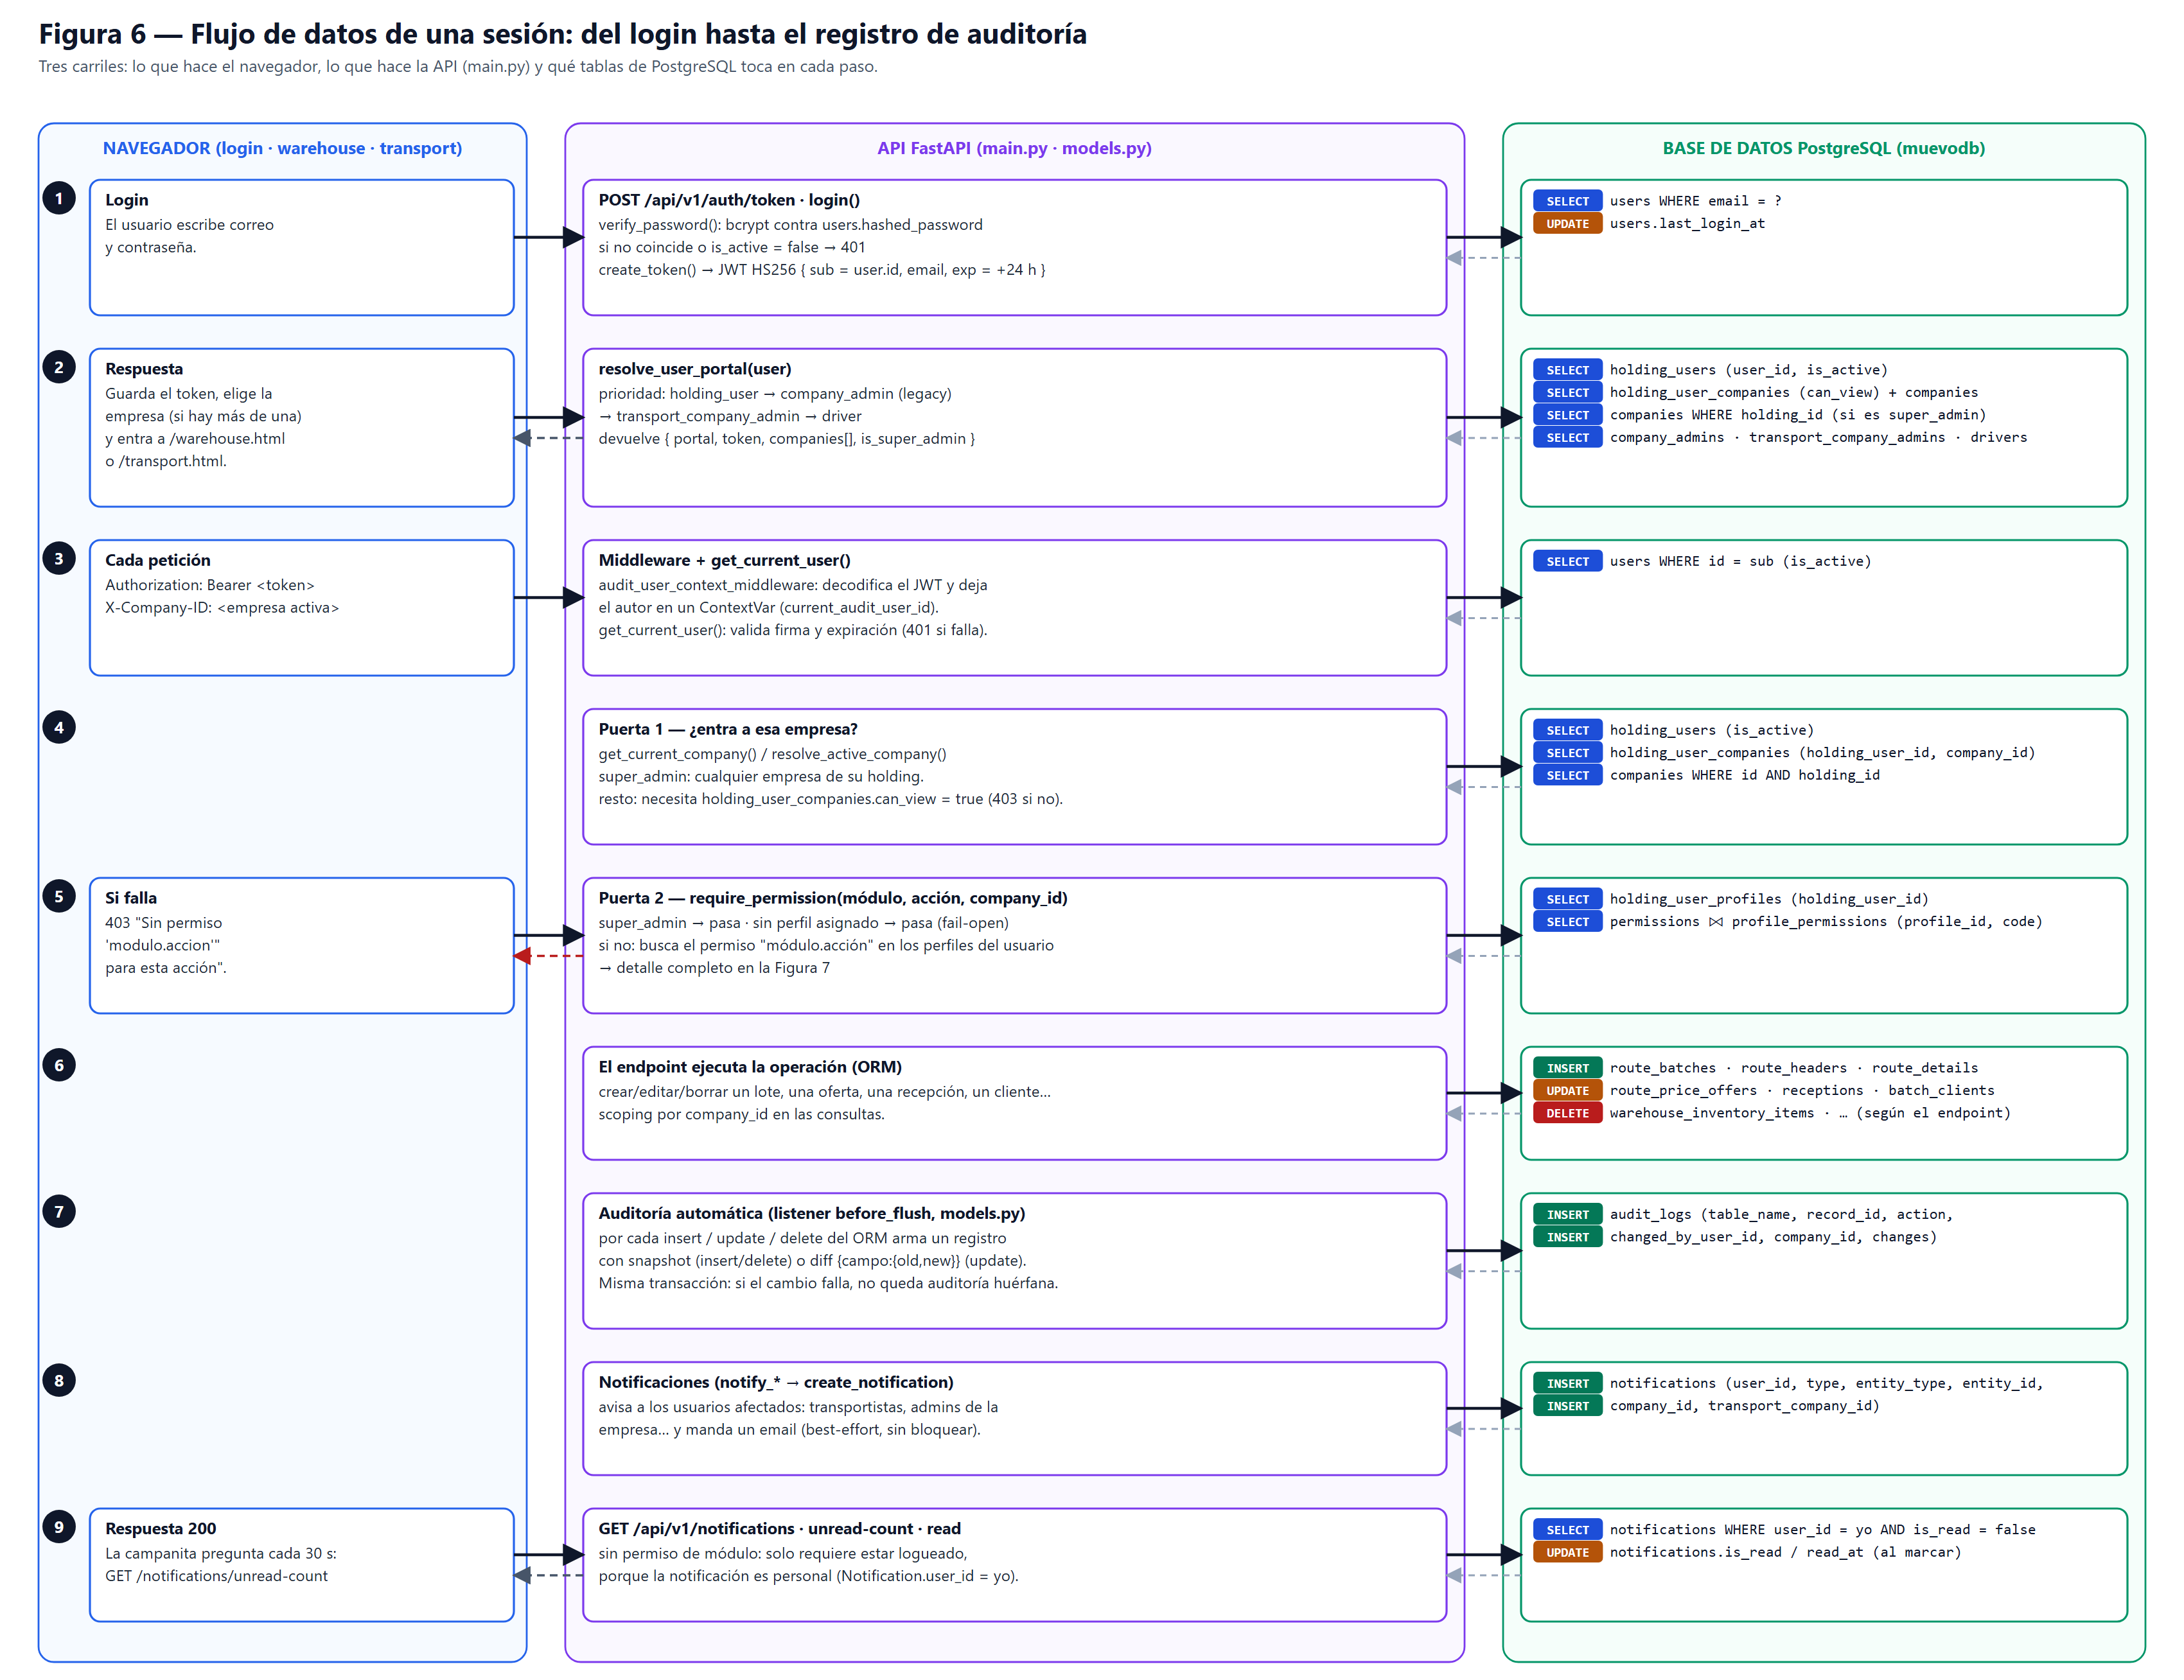 Figura 6 — Flujo de datos de una sesión: del login hasta el registro de auditoría
Tres carriles: lo que hace el navegador, lo que hace la API (main.py) y qué tablas de PostgreSQL toca en cada paso.
NAVEGADOR (login · warehouse · transport)
API FastAPI (main.py · models.py)
BASE DE DATOS PostgreSQL (muevodb)
1
Login
El usuario escribe correo
y contraseña.
POST /api/v1/auth/token · login()
verify_password(): bcrypt contra users.hashed_password
si no coincide o is_active = false → 401
create_token() → JWT HS256 { sub = user.id, email, exp = +24 h }
SELECT users WHERE email = ?
UPDATE users.last_login_at
2
Respuesta
Guarda el token, elige la
empresa (si hay más de una)
y entra a /warehouse.html
o /transport.html.
resolve_user_portal(user)
prioridad: holding_user → company_admin (legacy)
→ transport_company_admin → driver
devuelve { portal, token, companies[], is_super_admin }
SELECT holding_users (user_id, is_active)
SELECT holding_user_companies (can_view) + companies
SELECT companies WHERE holding_id (si es super_admin)
SELECT company_admins · transport_company_admins · drivers
3
Cada petición
Authorization: Bearer <token>
X-Company-ID: <empresa activa>
Middleware + get_current_user()
audit_user_context_middleware: decodifica el JWT y deja
el autor en un ContextVar (current_audit_user_id).
get_current_user(): valida firma y expiración (401 si falla).
SELECT users WHERE id = sub (is_active)
4
Puerta 1 — ¿entra a esa empresa?
get_current_company() / resolve_active_company()
super_admin: cualquier empresa de su holding.
resto: necesita holding_user_companies.can_view = true (403 si no).
SELECT holding_users (is_active)
SELECT holding_user_companies (holding_user_id, company_id)
SELECT companies WHERE id AND holding_id
5
Si falla
403 "Sin permiso
'modulo.accion'"
para esta acción".
Puerta 2 — require_permission(módulo, acción, company_id)
super_admin → pasa · sin perfil asignado → pasa (fail-open)
si no: busca el permiso "módulo.acción" en los perfiles del usuario
→ detalle completo en la Figura 7
SELECT holding_user_profiles (holding_user_id)
SELECT permissions ⋈ profile_permissions (profile_id, code)
6
El endpoint ejecuta la operación (ORM)
crear/editar/borrar un lote, una oferta, una recepción, un cliente…
scoping por company_id en las consultas.
INSERT route_batches · route_headers · route_details
UPDATE route_price_offers · receptions · batch_clients
DELETE warehouse_inventory_items · … (según el endpoint)
7
Auditoría automática (listener before_flush, models.py)
por cada insert / update / delete del ORM arma un registro
con snapshot (insert/delete) o diff {campo:{old,new}} (update).
Misma transacción: si el cambio falla, no queda auditoría huérfana.
INSERT audit_logs (table_name, record_id, action,
INSERT changed_by_user_id, company_id, changes)
8
Notificaciones (notify_* → create_notification)
avisa a los usuarios afectados: transportistas, admins de la
empresa… y manda un email (best-effort, sin bloquear).
INSERT notifications (user_id, type, entity_type, entity_id,
INSERT company_id, transport_company_id)
9
Respuesta 200
La campanita pregunta cada 30 s:
GET /notifications/unread-count
GET /api/v1/notifications · unread-count · read
sin permiso de módulo: solo requiere estar logueado,
porque la notificación es personal (Notification.user_id = yo).
SELECT notifications WHERE user_id = yo AND is_read = false
UPDATE notifications.is_read / read_at (al marcar)